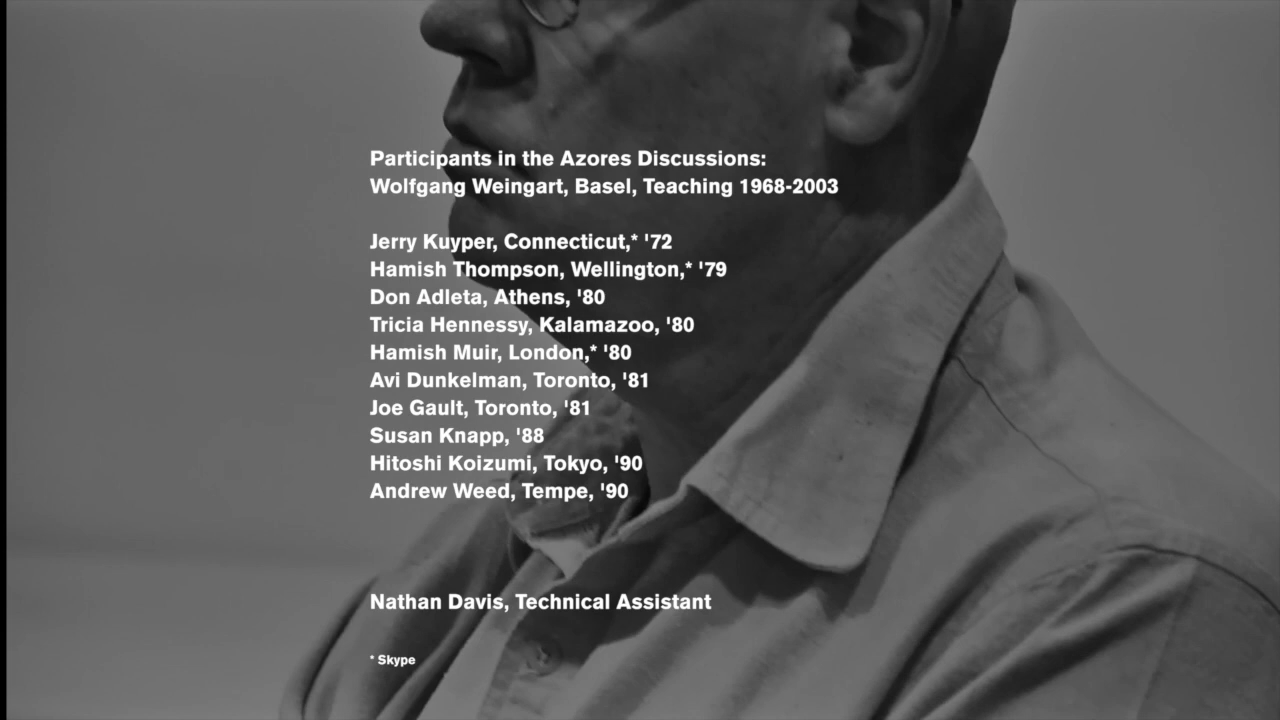 Participants in the Azores Discussions:
Wolfgang Weingart, Basel, Teaching 1968-2003
Jerry Kuyper, Connecticut,* '72
Hamish Thompson, Wellington,* '79
Don Adleta, Athens, '80
Tricia Hennessy, Kalamazoo, '80
Hamish Muir, London,* '80
Avi Dunkelman, Toronto, '81
Joe Gault, Toronto, '81
Susan Knapp, '88
Hitoshi Koizumi, Tokyo, '90
Andrew Weed, Tempe, '90
Nathan Davis, Technical Assistant
* Skype